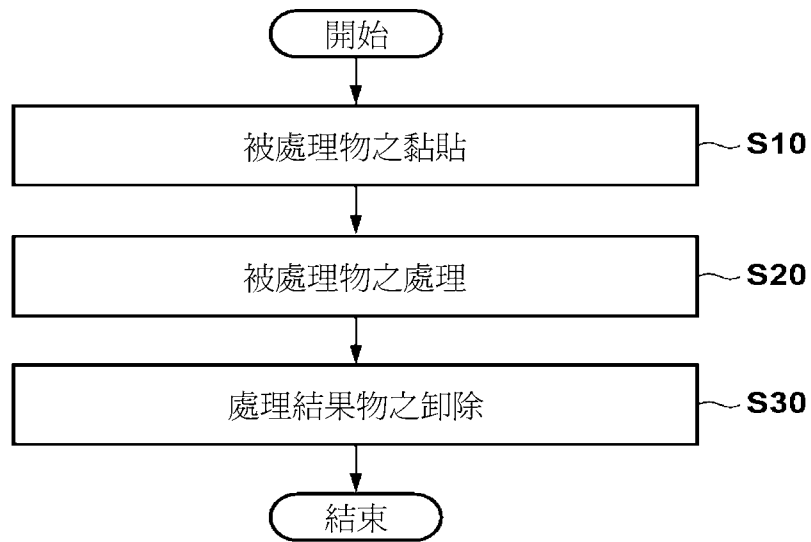 開始
被處理物之黏貼
S10
被處理物之處理
S20
處理結果物之卸除
S30
結束